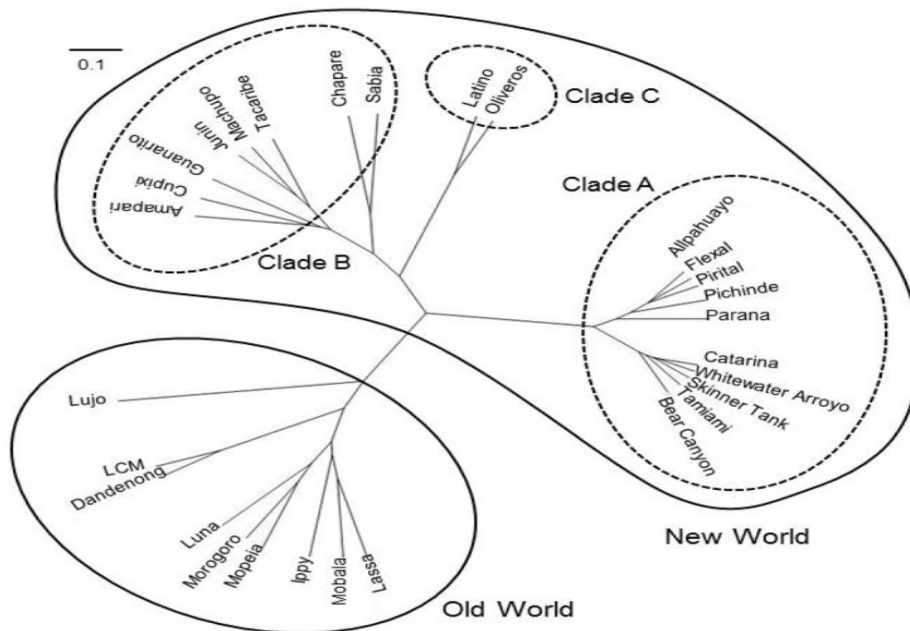 0.1
Amapari
Cupixi
Guanarito
Junin
Machupo
Tacaribe
Chapare
Sabia
Clade B
Latino
Oliveros
Clade C
Clade A
Allpahuayo
Flexal
Pirital
Pichinde
Parana
Catarina
Whitewater Arroyo
Skinner Tank
Tamiami
Bear Canyon
New World
Lujo
LCM
Dandenong
Luna
Morogoro
Mopeia
Ippy
Mobala
Lassa
Old World